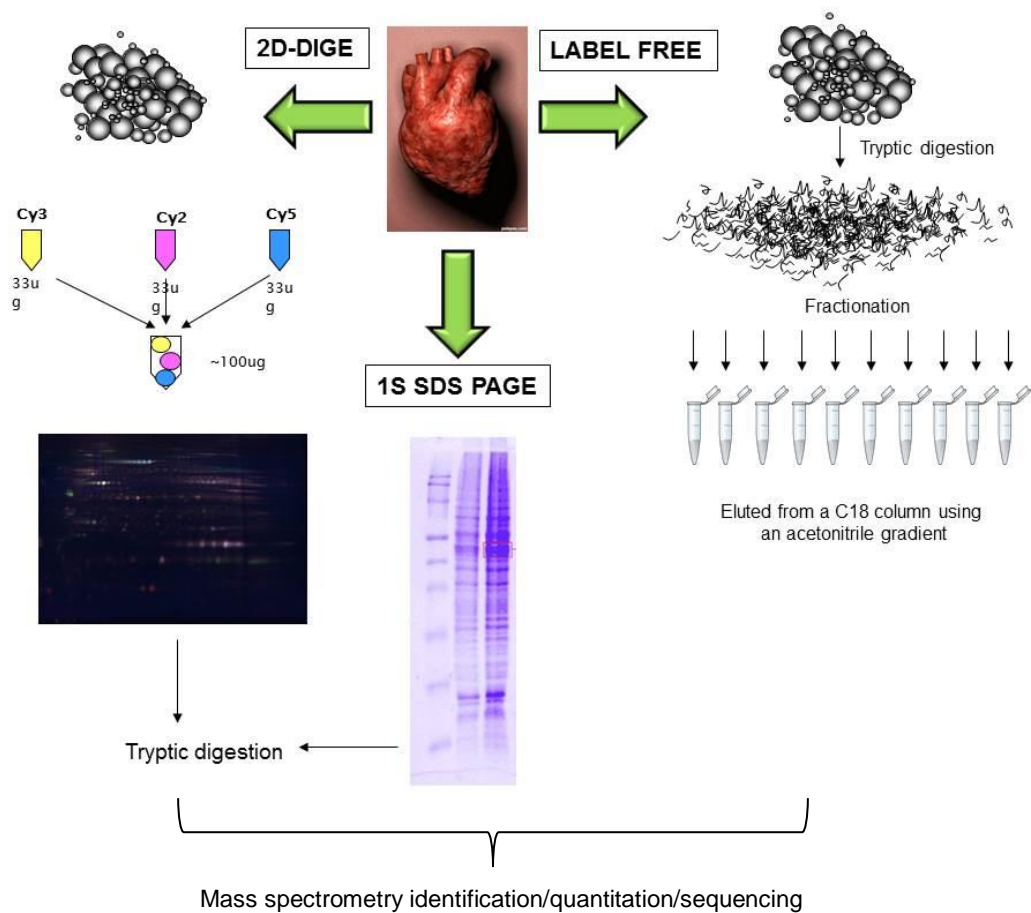 2D-DIGE
LABEL FREE
Tryptic digestion
Cy3
Cy2
Cy5
33u
g
33u
g
33u
g
~100ug
Fractionation
1S SDS PAGE
Eluted from a C18 column using
an acetonitrile gradient
Tryptic digestion
Mass spectrometry identification/quantitation/sequencing